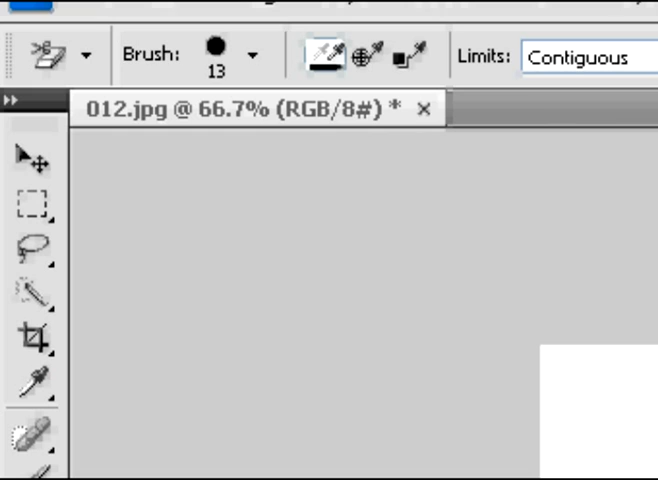 Brush:
13
Limits: Contiguous
012.jpg @ 66.7% (RGB/8#) * ×